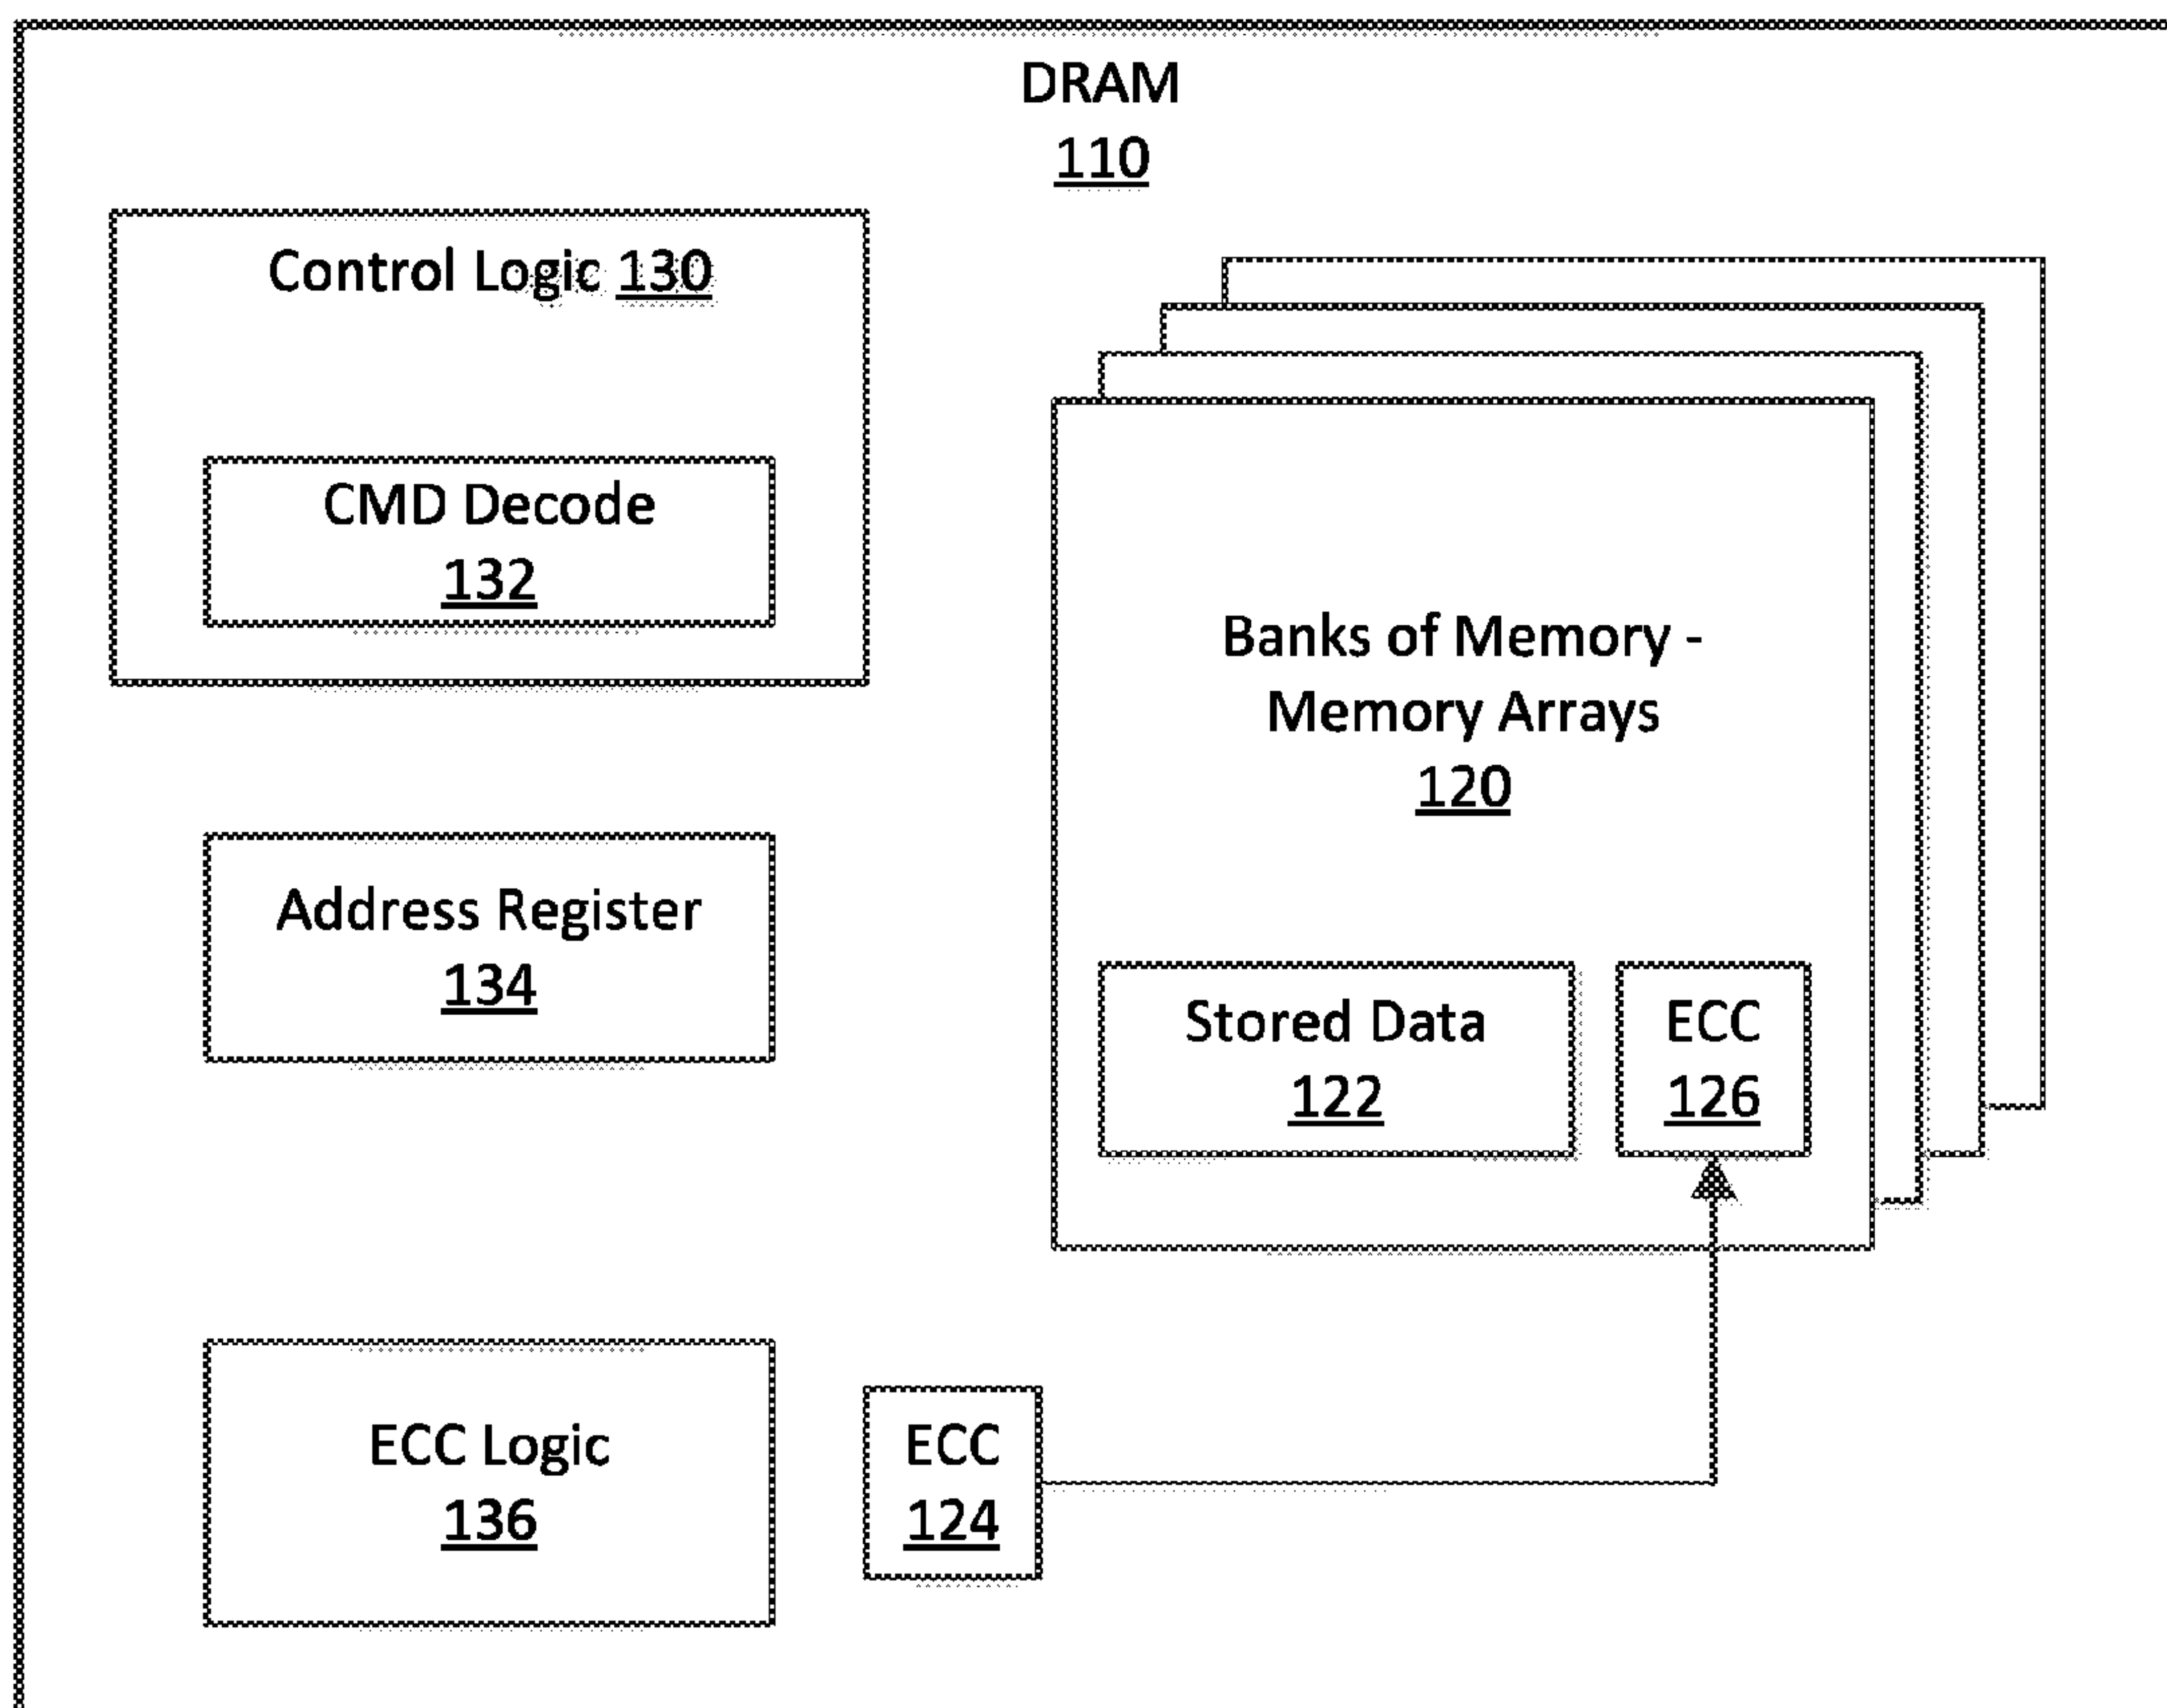 DRAM
110
Control Logic 130
CMD Decode
132
Banks of Memory -
Memory Arrays
120
Address Register
134
Stored Data
122
ECC
126
ECC Logic
136
ECC
124